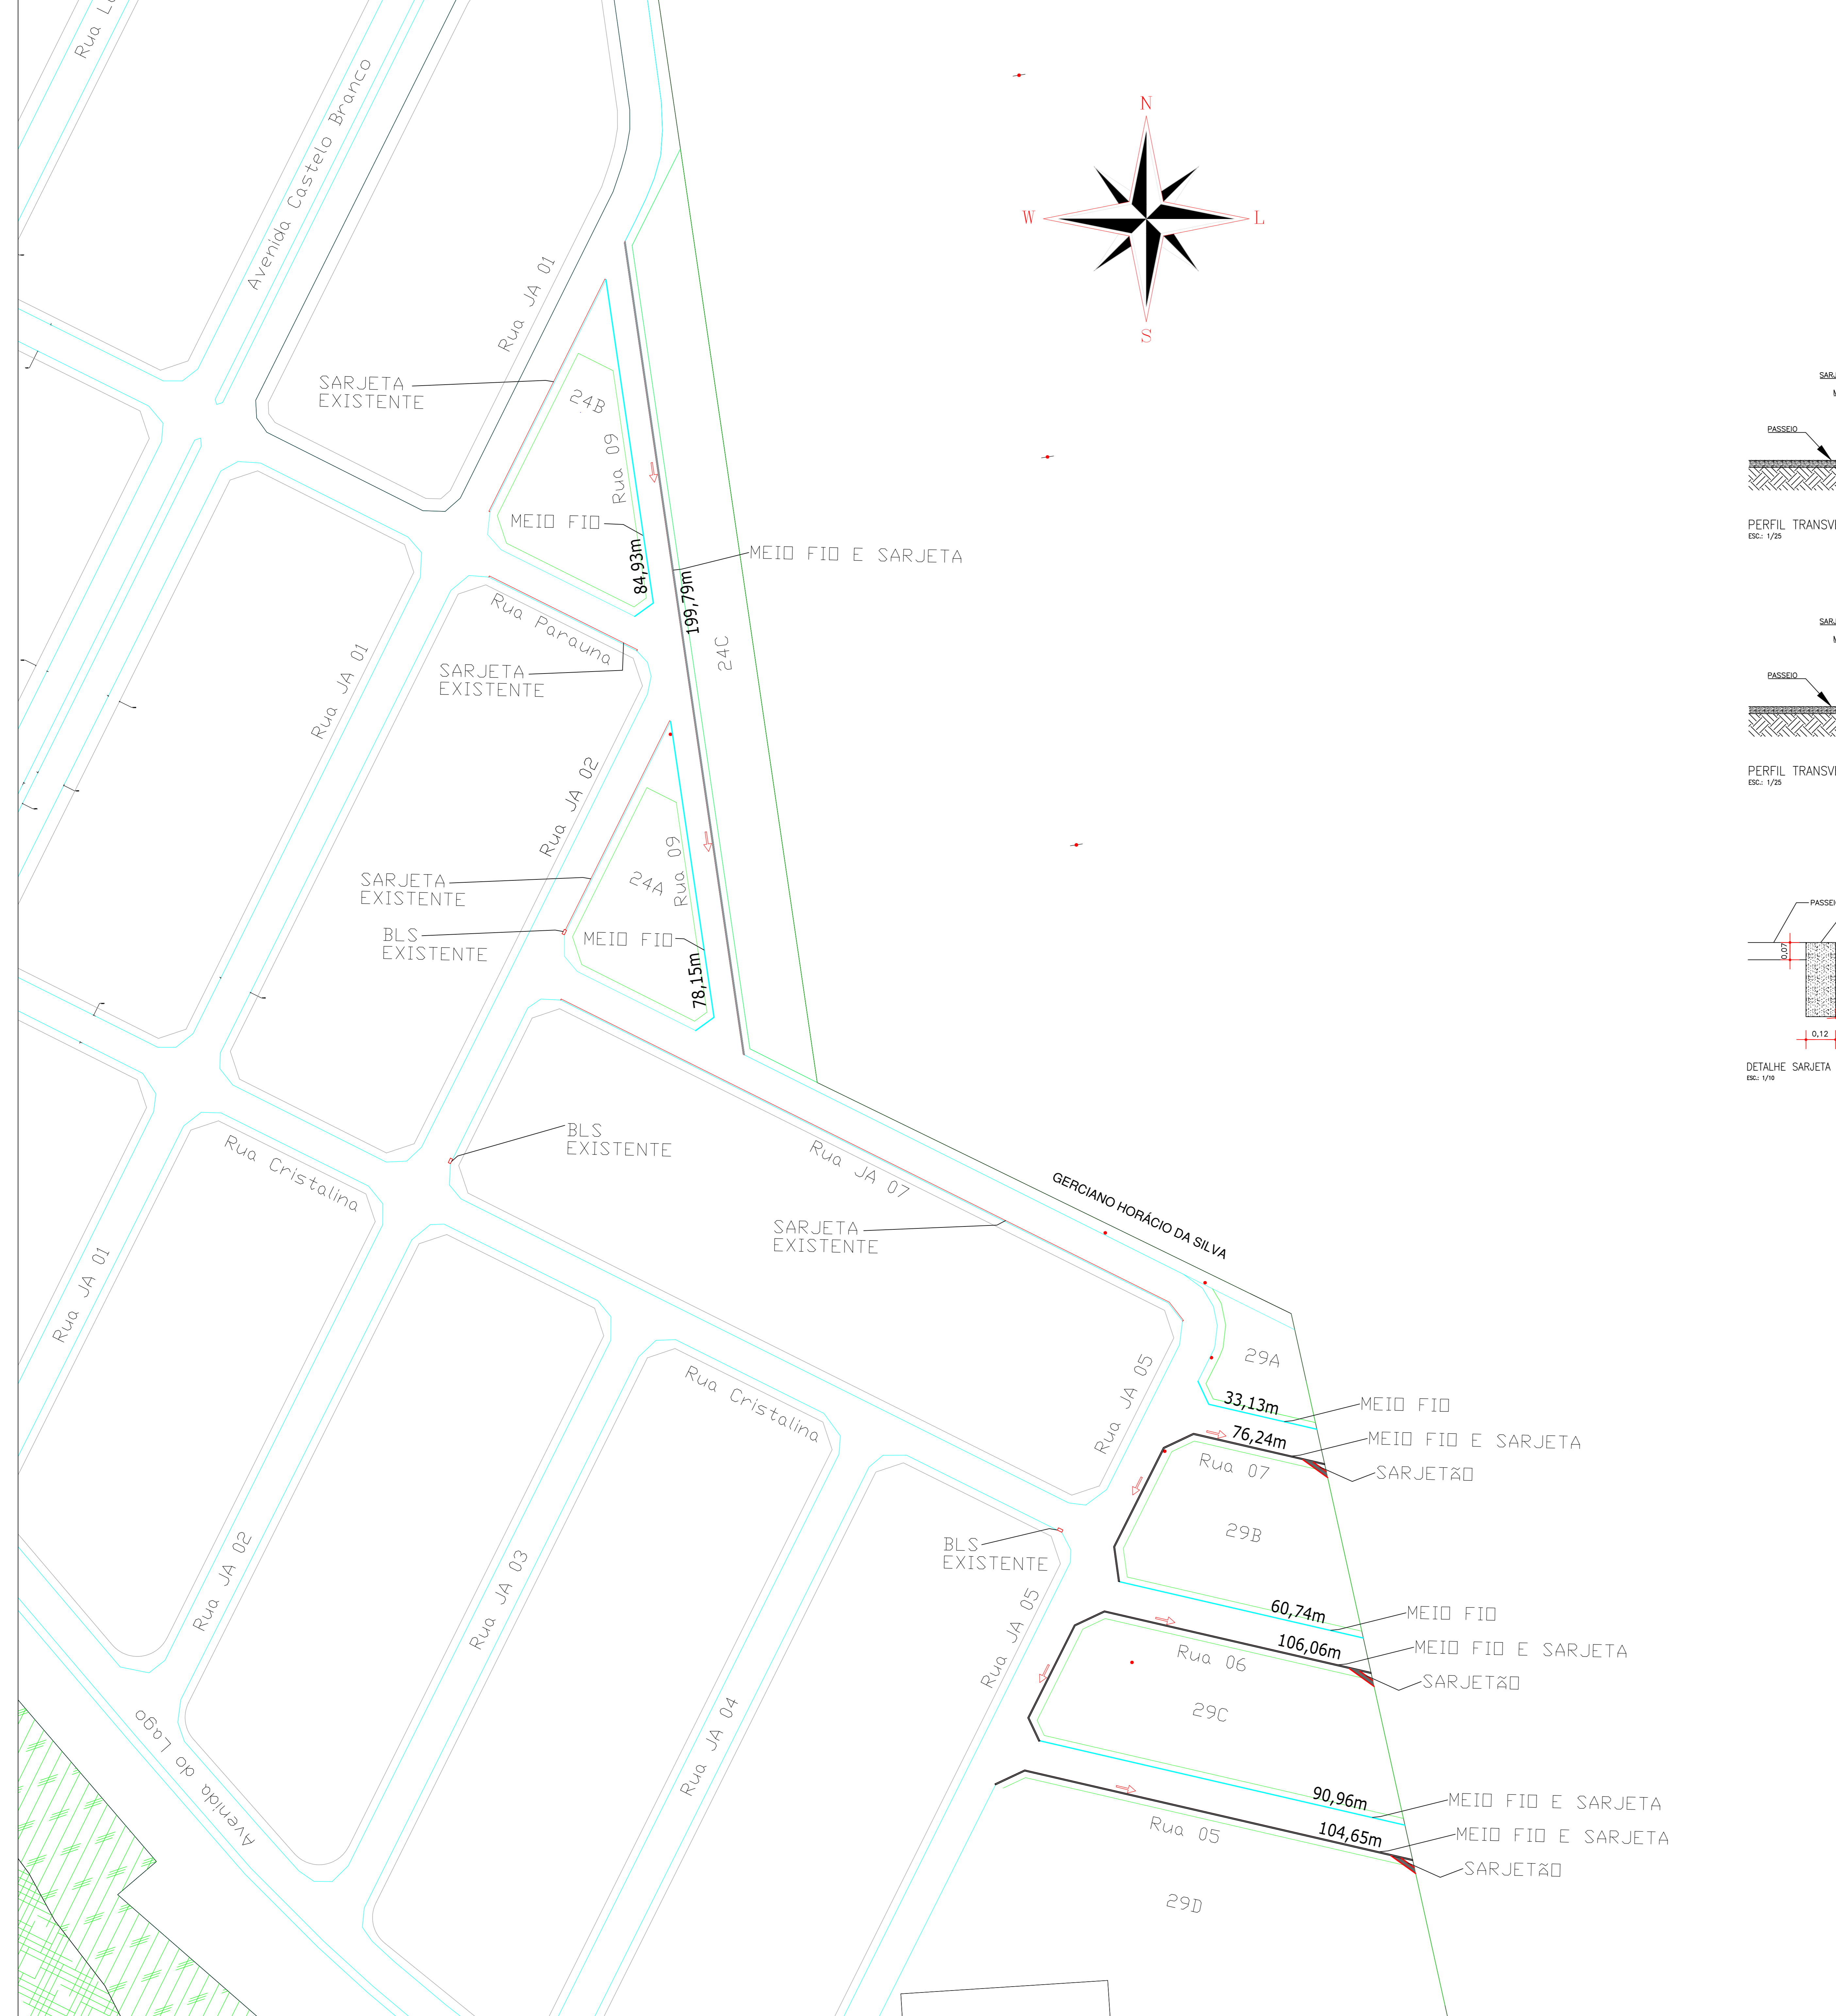 Avenida Castelo Branco
N
W
L
S
Rua JA 01
SARJETA
EXISTENTE
24B
Rua 09
MEIO FIO
84,93m
MEIO FIO E SARJETA
199,79m
24C
Rua Parauna
SARJETA
EXISTENTE
Rua JA 01
Rua JA 02
SARJETA
EXISTENTE
24A
Rua 09
BLS
EXISTENTE
MEIO FIO
78,15m
PASSEIO
ESC.: 1/25
PASSEIO
ESC.: 1/25
0,07
0,12
DETALHE SARJETA
ESC.: 1/10
Rua Cristalina
BLS
EXISTENTE
Rua JA 07
GERCIANO HORÁCIO DA SILVA
SARJETA
EXISTENTE
Rua JA 01
Rua Cristalina
Rua JA 05
29A
33,13m
MEIO FIO
76,24m
MEIO FIO E SARJETA
Rua 07
SARJETÃO
29B
BLS
EXISTENTE
Rua JA 02
Rua JA 03
Rua JA 05
60,74m
MEIO FIO
106,06m
MEIO FIO E SARJETA
Rua 06
SARJETÃO
29C
Rua JA 04
Avenida do Lago
90,96m
MEIO FIO E SARJETA
104,65m
MEIO FIO E SARJETA
Rua 05
SARJETÃO
29D